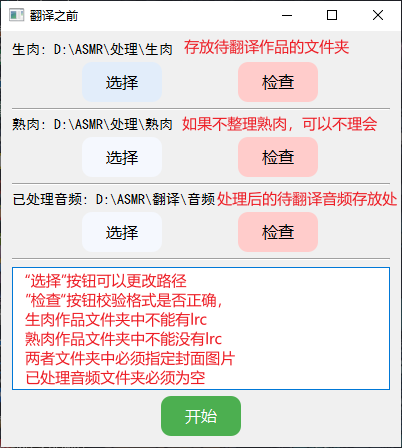 翻译之前
生肉: D:\ASMR\处理\生肉 存放待翻译作品的文件夹
选择 检查
熟肉: D:\ASMR\处理\熟肉 如果不整理熟肉，可以不理会
选择 检查
已处理音频: D:\ASMR\翻译\音频 处理后的待翻译音频存放处
选择 检查
"选择"按钮可以更改路径
"检查"按钮校验格式是否正确，
生肉作品文件夹中不能有lrc
熟肉作品文件夹中不能没有lrc
两者文件夹中必须指定封面图片
已处理音频文件夹必须为空
开始